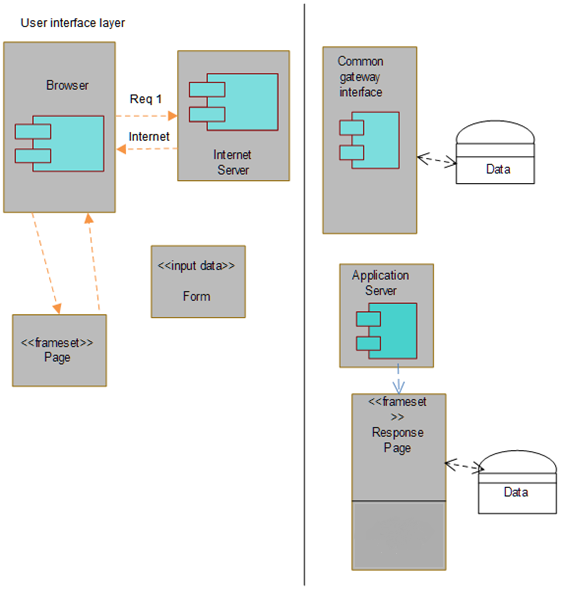 User interface layer
Browser
Req 1
Internet
Internet
Server
<<input data>>
Form
<<frameset>>
Page
Common
gateway
interface
Data
Application
Server
<<frameset
>>
Response
Page
Data